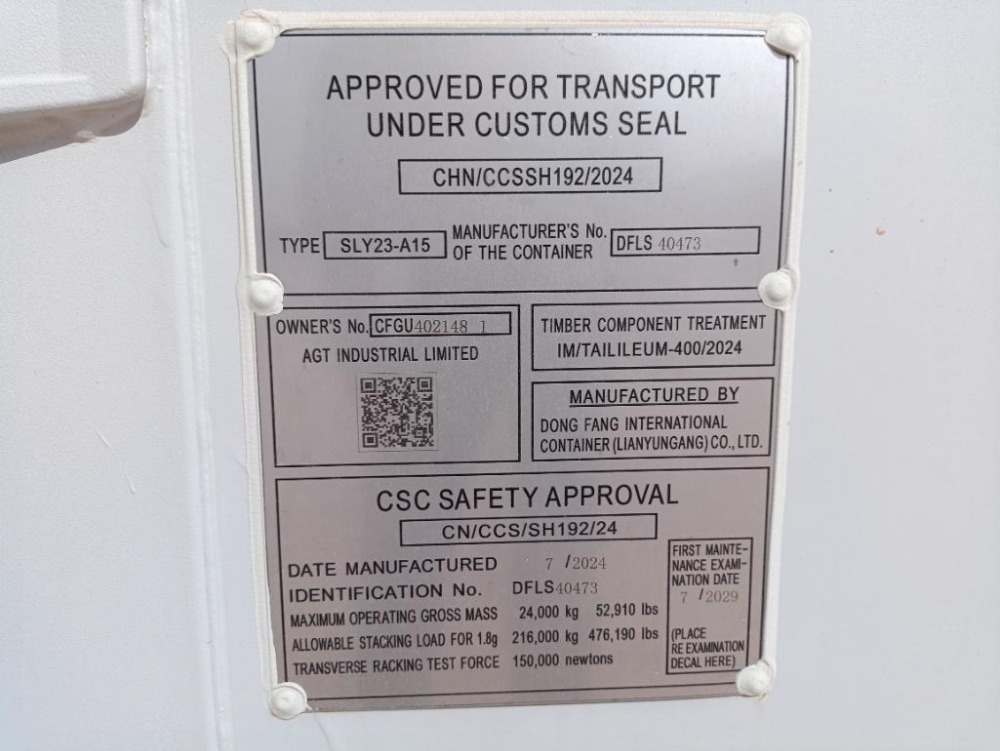 APPROVED FOR TRANSPORT
UNDER CUSTOMS SEAL
CHN/CCSSH192/2024
TYPE SLY23-A15 MANUFACTURER'S No.
OF THE CONTAINER DFLS 40473
OWNER'S No. CFGU402148 1
AGT INDUSTRIAL LIMITED
TIMBER COMPONENT TREATMENT
IM/TAILILEUM-400/2024
MANUFACTURED BY
DONG FANG INTERNATIONAL
CONTAINER (LIANYUNGANG) CO., LTD.
CSC SAFETY APPROVAL
CN/CCS/SH192/24
DATE MANUFACTURED 7 /2024
IDENTIFICATION No. DFLS40473
MAXIMUM OPERATING GROSS MASS 24,000 kg 52,910 lbs
ALLOWABLE STACKING LOAD FOR 1.8g 216,000 kg 476,190 lbs
TRANSVERSE RACKING TEST FORCE 150,000 newtons
FIRST MAINTE-
NANCE EXAMI-
NATION DATE
7 /2029
(PLACE
RE EXAMINATION
DECAL HERE)